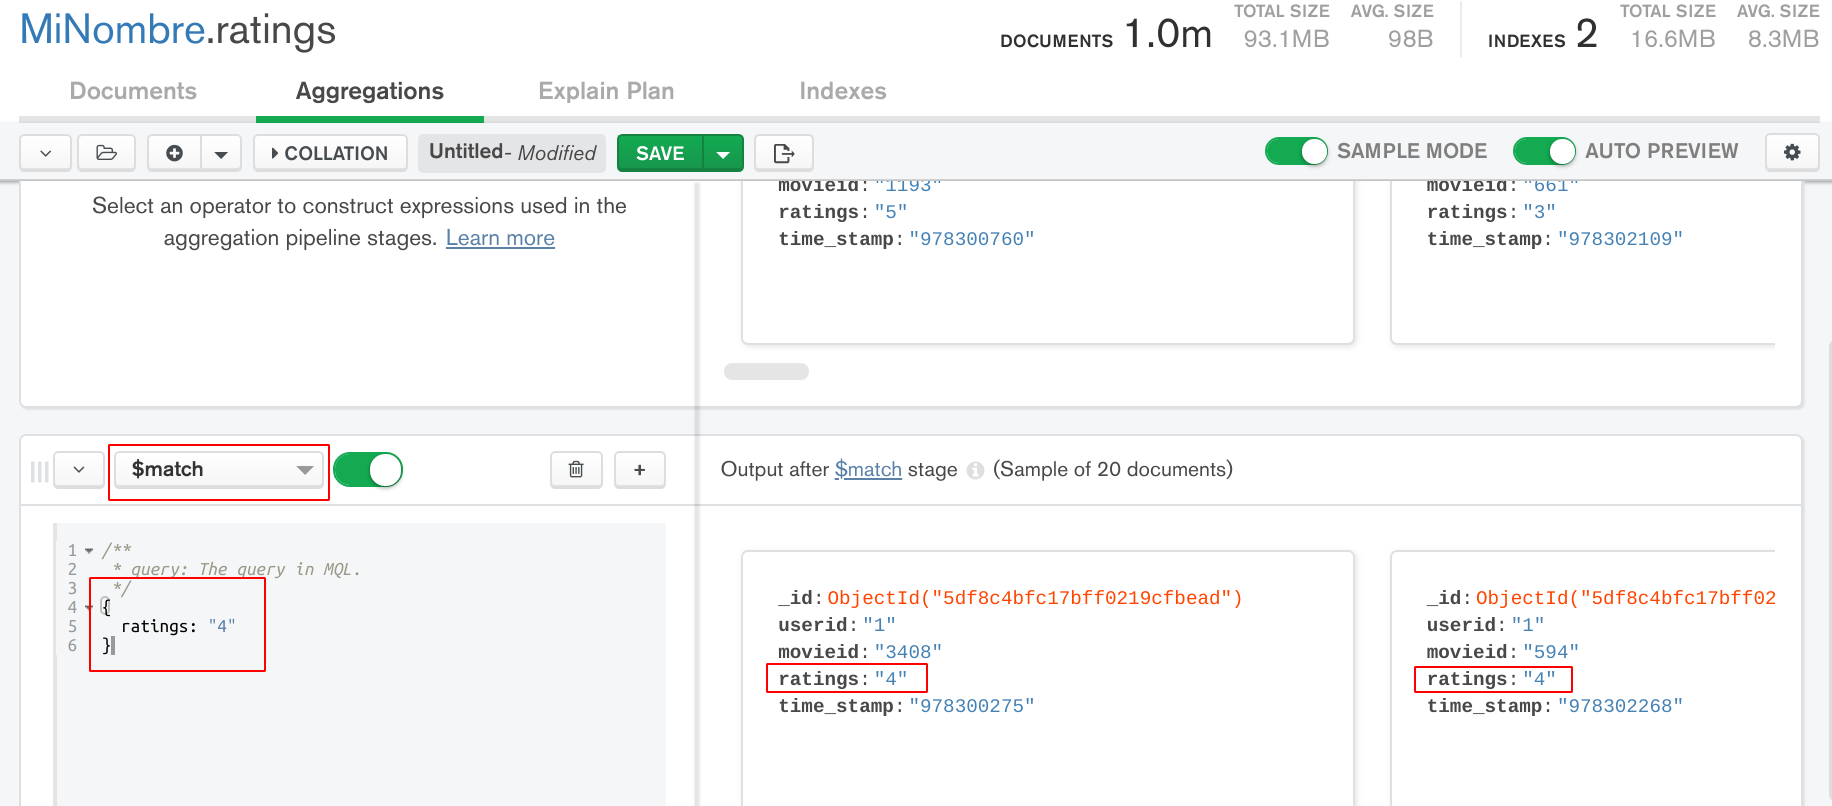 MiNombre.ratings
DOCUMENTS 1.0m TOTAL SIZE 93.1MB AVG. SIZE 98B INDEXES 2 TOTAL SIZE 16.6MB AVG. SIZE 8.3MB
Documents Aggregations Explain Plan Indexes
COLLATION Untitled- Modified SAVE SAMPLE MODE AUTO PREVIEW
Select an operator to construct expressions used in the
aggregation pipeline stages. Learn more
movieid: "1193"
ratings: "5"
time_stamp: "978300760"
movieid: "661"
ratings: "3"
time_stamp: "978302109"
$match
Output after $match stage (Sample of 20 documents)
1 /**
2 * query: The query in MQL.
3 */
4 {
5 ratings: "4"
6 }
_id: ObjectId("5df8c4bfc17bff0219cfbead")
userid: "1"
movieid: "3408"
ratings: "4"
time_stamp: "978300275"
_id: ObjectId("5df8c4bfc17bff02
userid: "1"
movieid: "594"
ratings: "4"
time_stamp: "978302268"